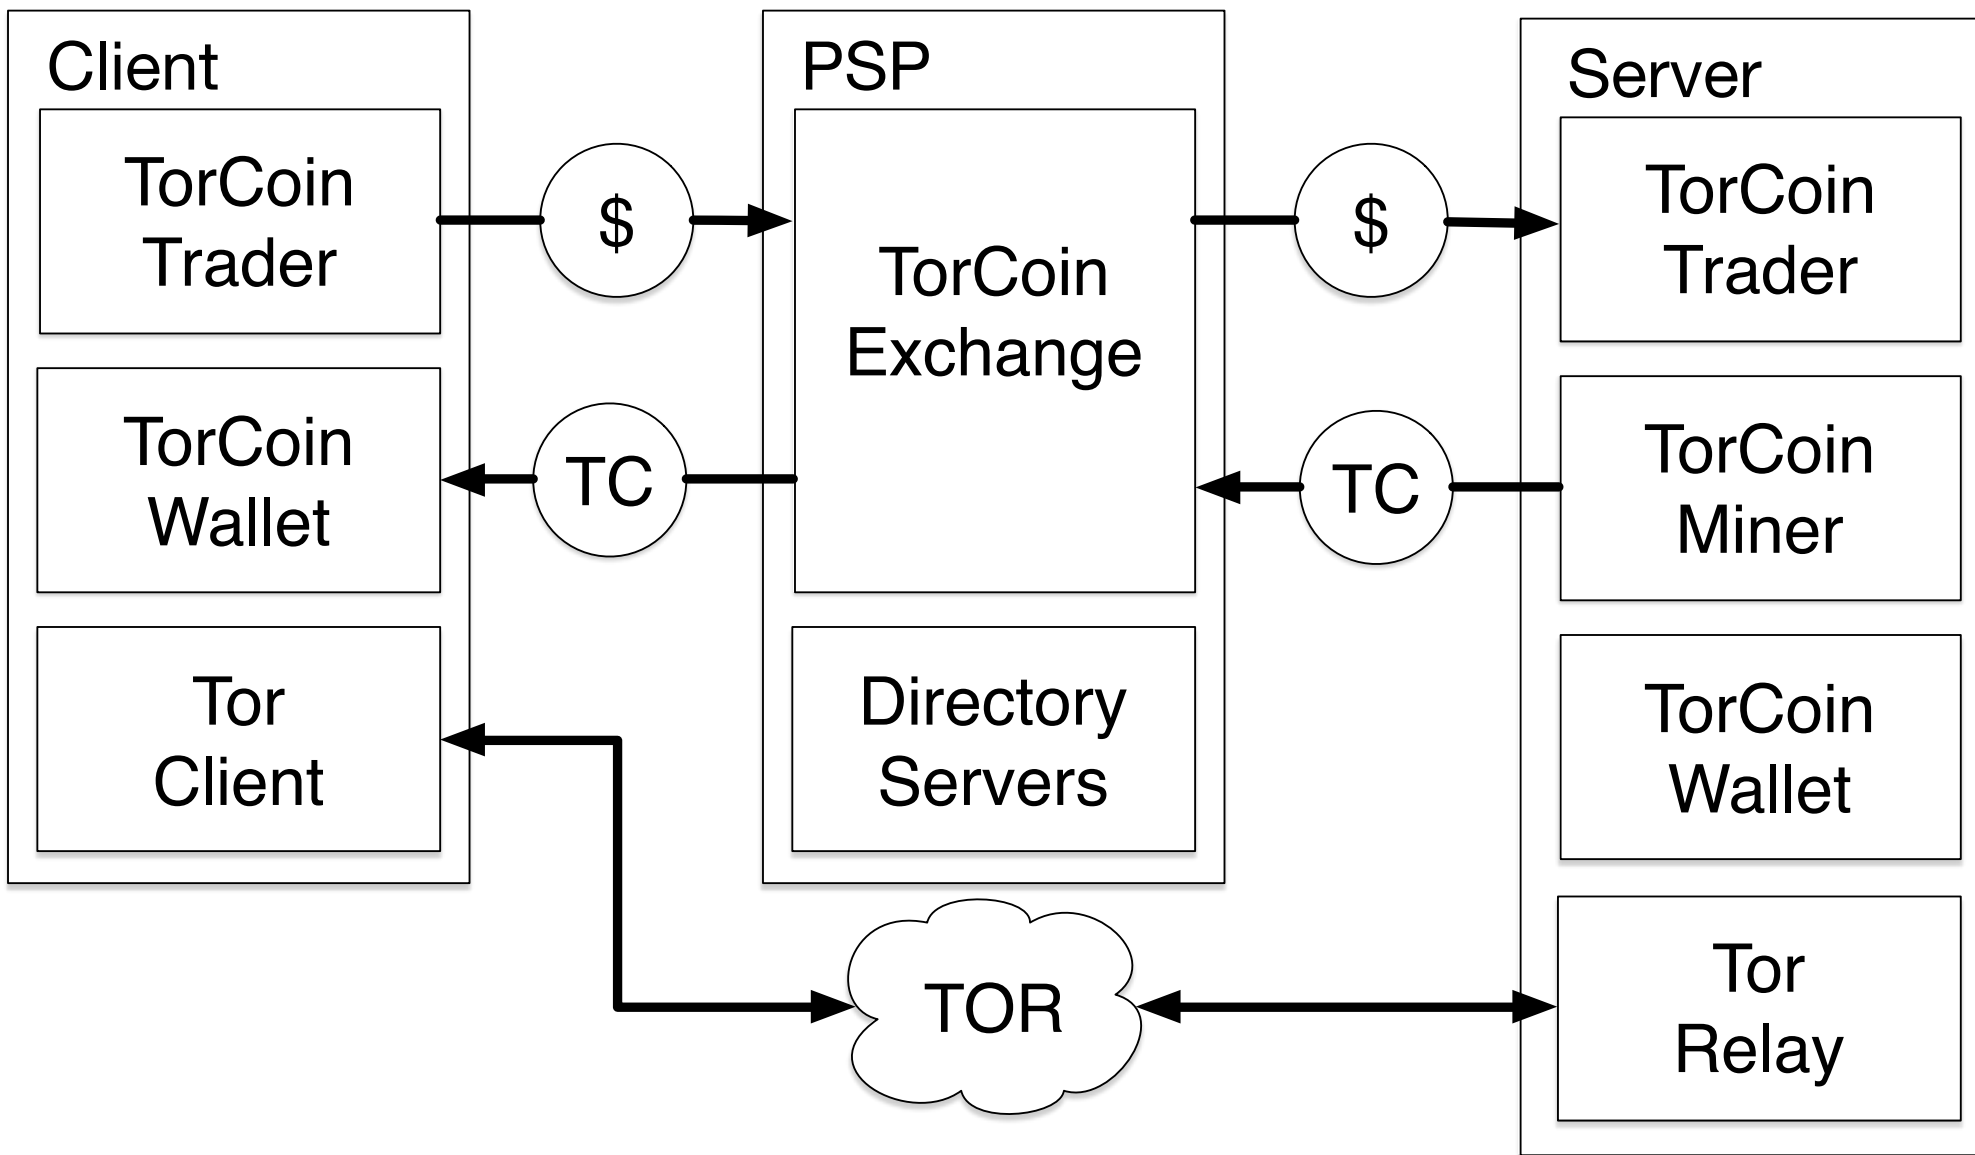 Client
TorCoin
Trader
TorCoin
Wallet
Tor
Client
$
TC
PSP
TorCoin
Exchange
Directory
Servers
TOR
$
TC
Server
TorCoin
Trader
TorCoin
Miner
TorCoin
Wallet
Tor
Relay